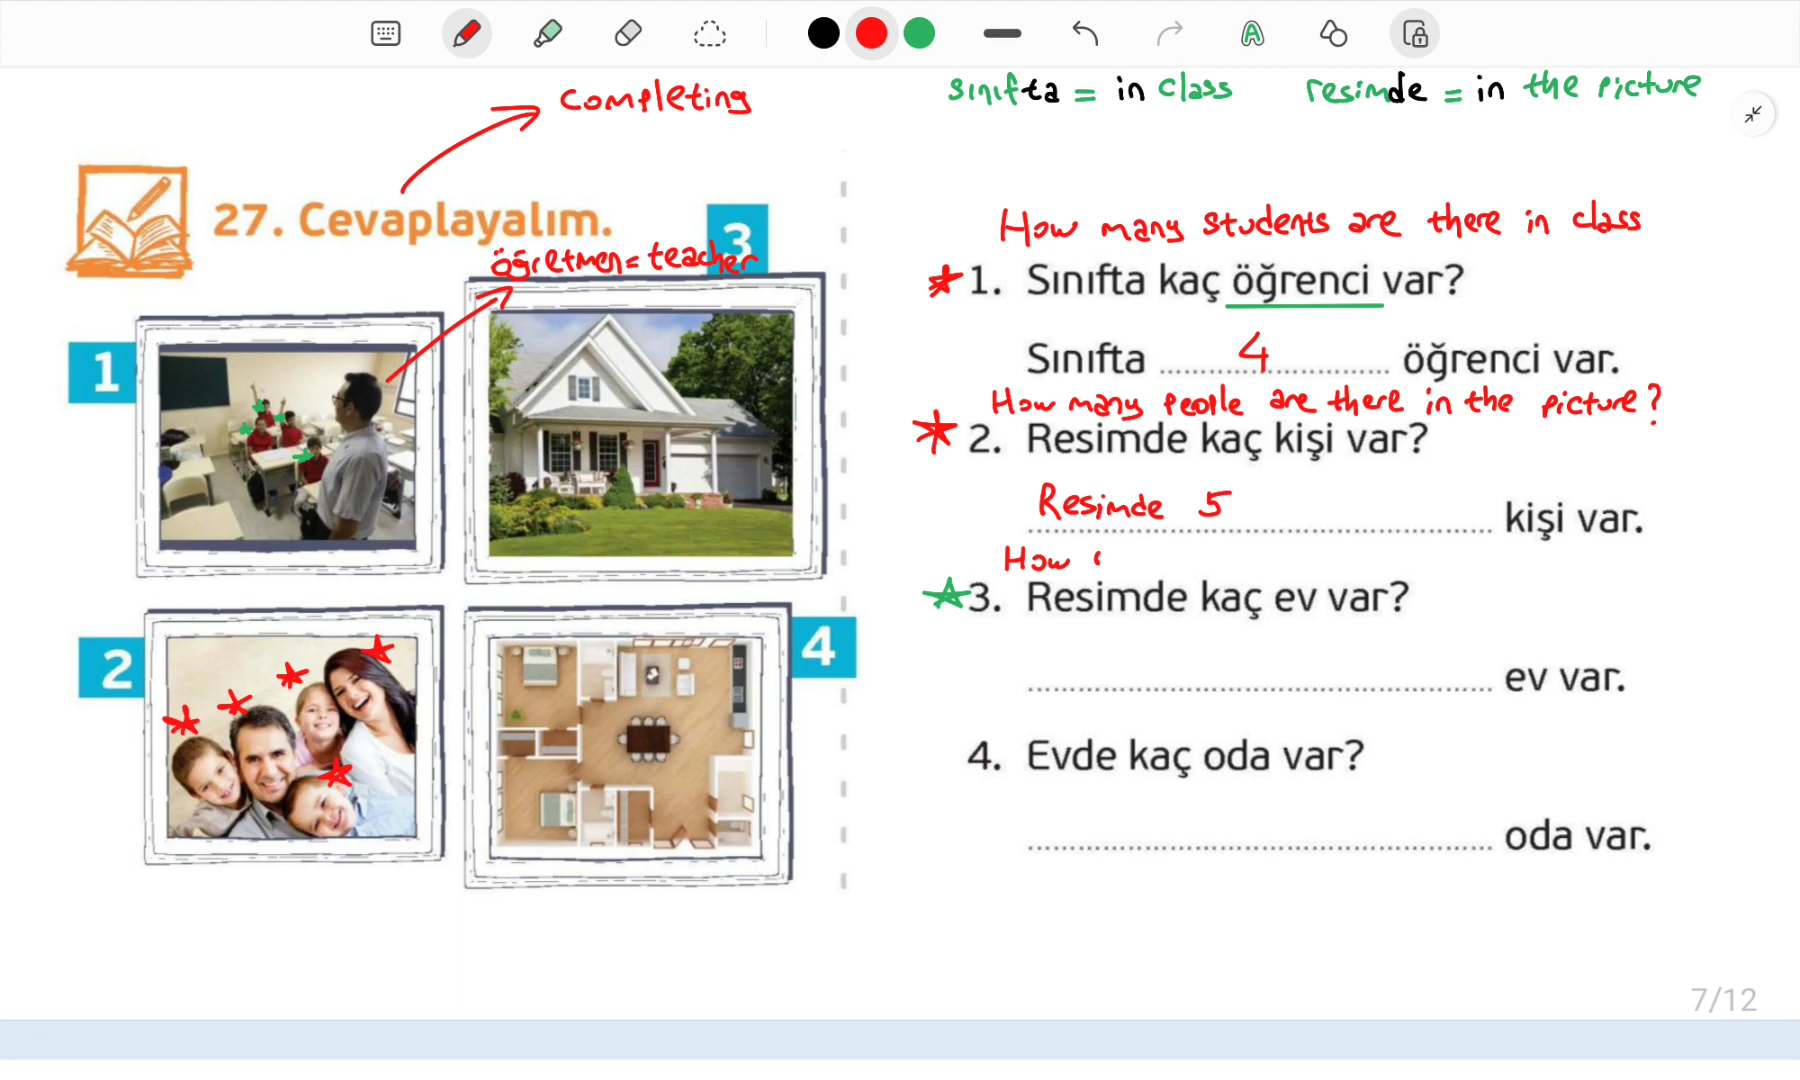 A
sınıfta = in class resimde = in the picture
completing
27. Cevaplayalım.
3
öğretmen = teacher
1
2
4
How many students are there in class
1. Sınıfta kaç öğrenci var?
Sınıfta ........ 4 ........ öğrenci var.
How many people are there in the picture?
2. Resimde kaç kişi var?
Resimde 5 ........ kişi var.
How
3. Resimde kaç ev var?
................ ev var.
4. Evde kaç oda var?
................ oda var.
7/12